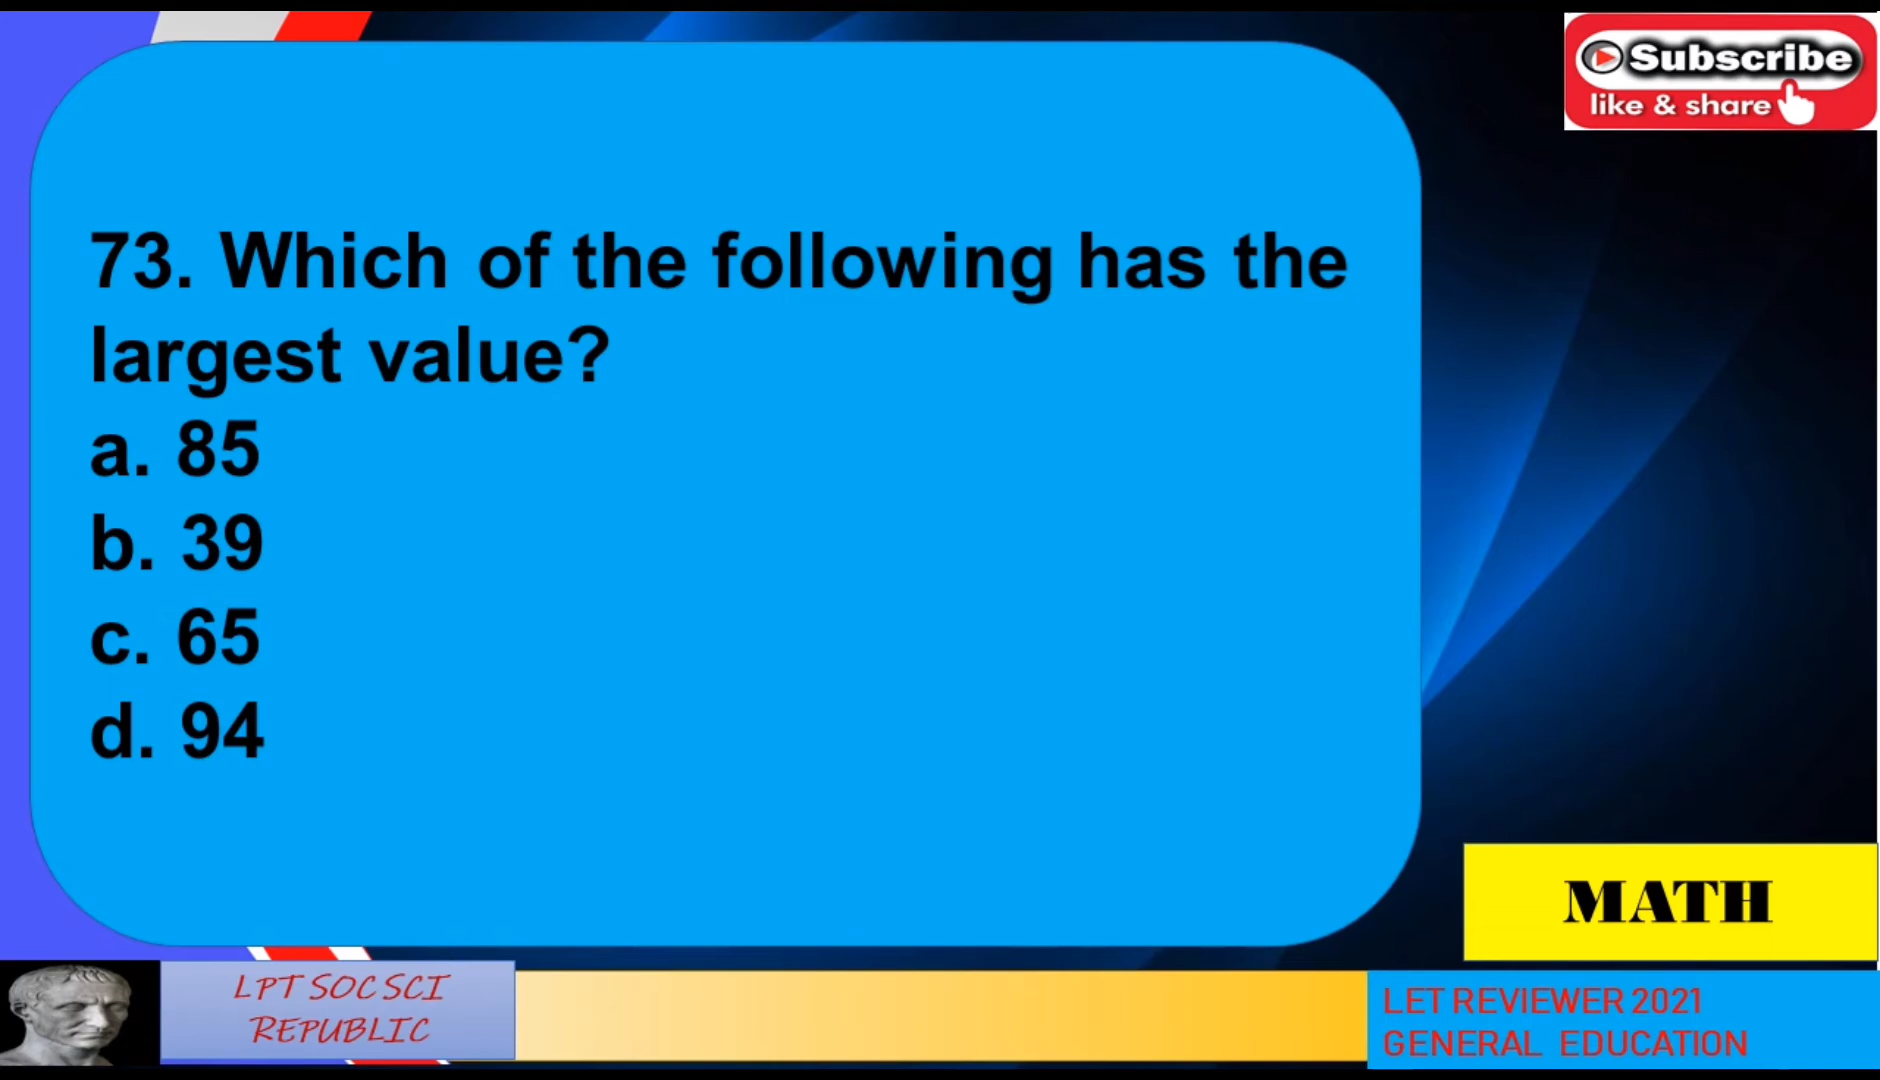 Subscribe
like & share
73. Which of the following has the
largest value?
a. 85
b. 39
c. 65
d. 94
MATH
LPT SOC SCI
REPUBLIC
LET REVIEWER 2021
GENERAL EDUCATION